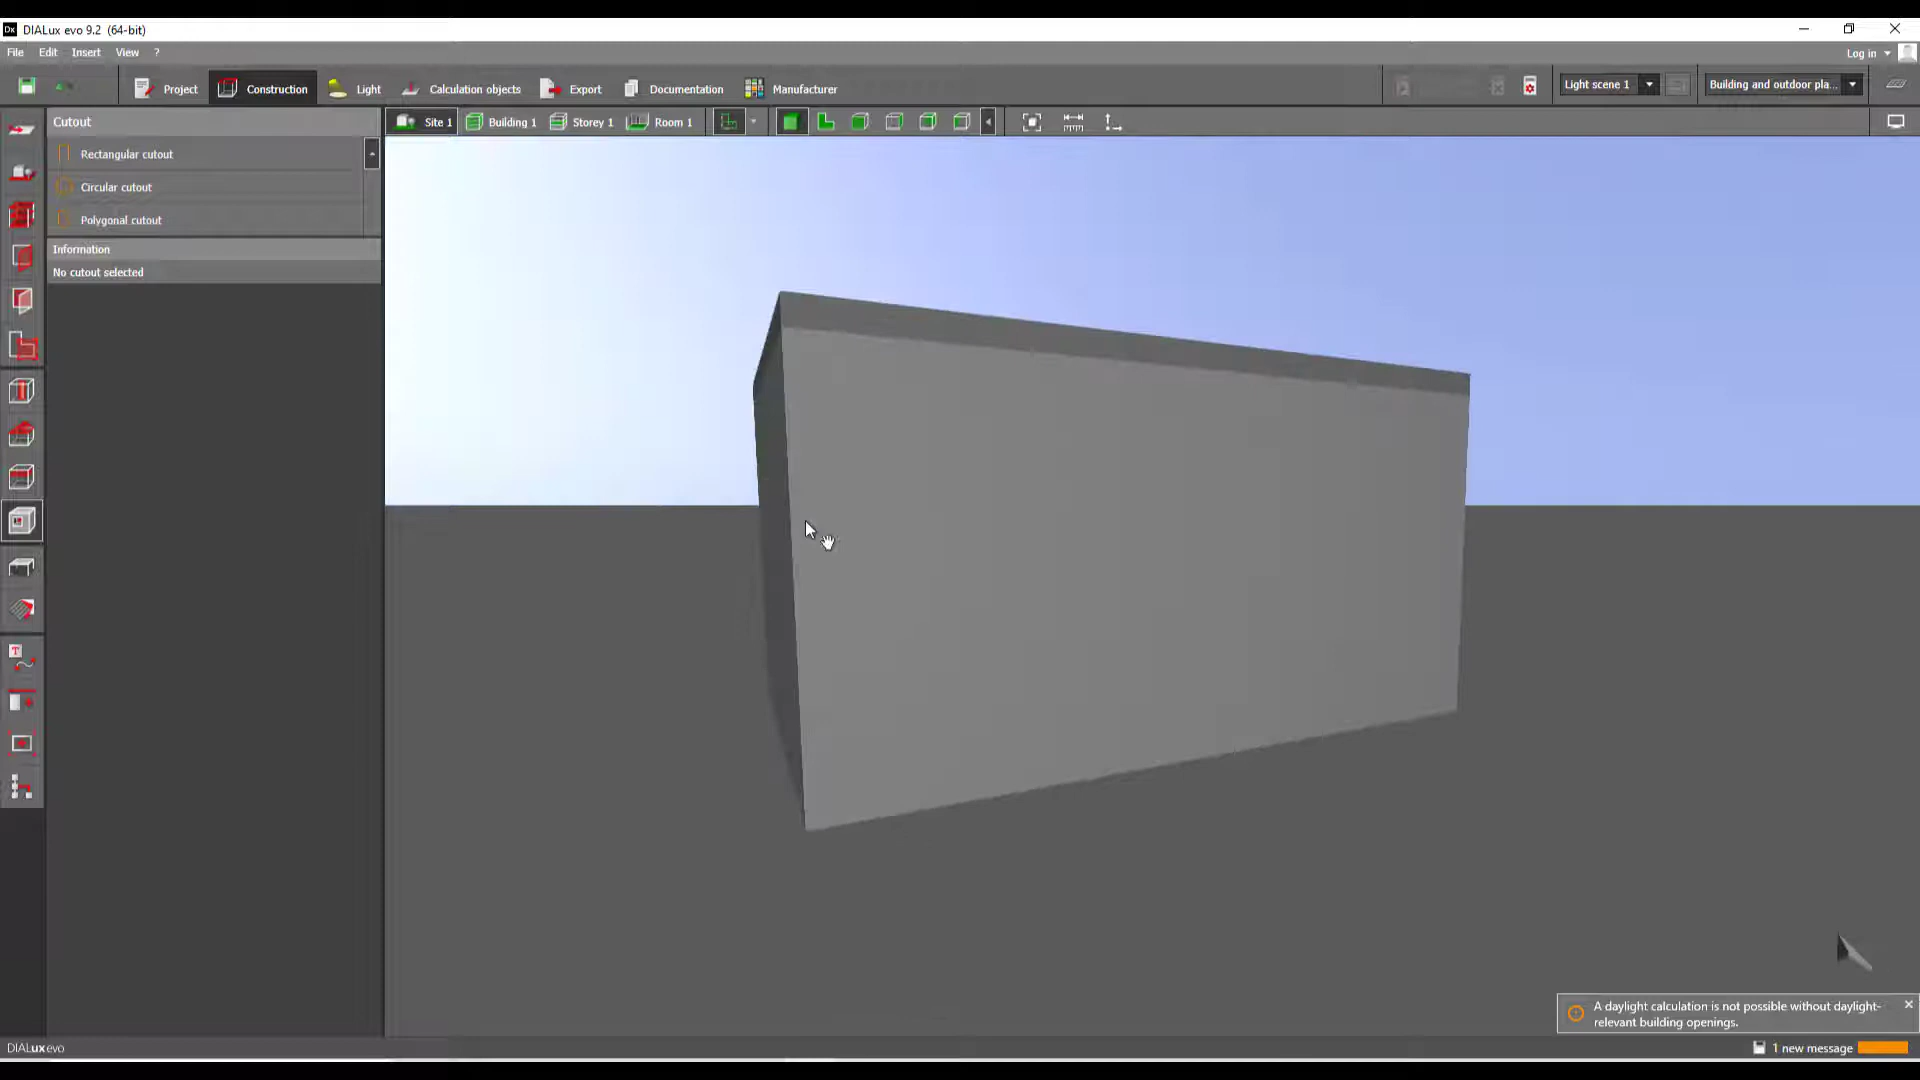 Dx DIALux evo 9.2 (64-bit)
File Edit Insert View ?
Log in
Project Construction Light Calculation objects Export Documentation Manufacturer
Light scene 1 Building and outdoor pla...
Cutout
Site 1 Building 1 Storey 1 Room 1
Rectangular cutout
Circular cutout
Polygonal cutout
Information
No cutout selected
T
A daylight calculation is not possible without daylight-
relevant building openings.
DIALux evo
1 new message